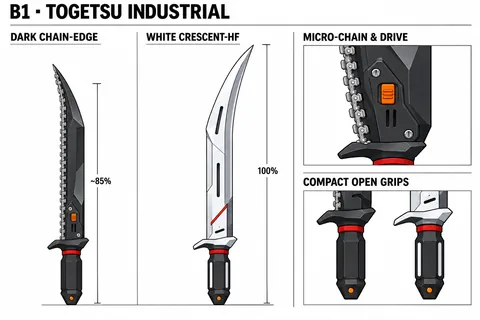 B1 · TOGETSU INDUSTRIAL
DARK CHAIN-EDGE
WHITE CRESCENT-HF
MICRO-CHAIN & DRIVE
~85%
100%
COMPACT OPEN GRIPS